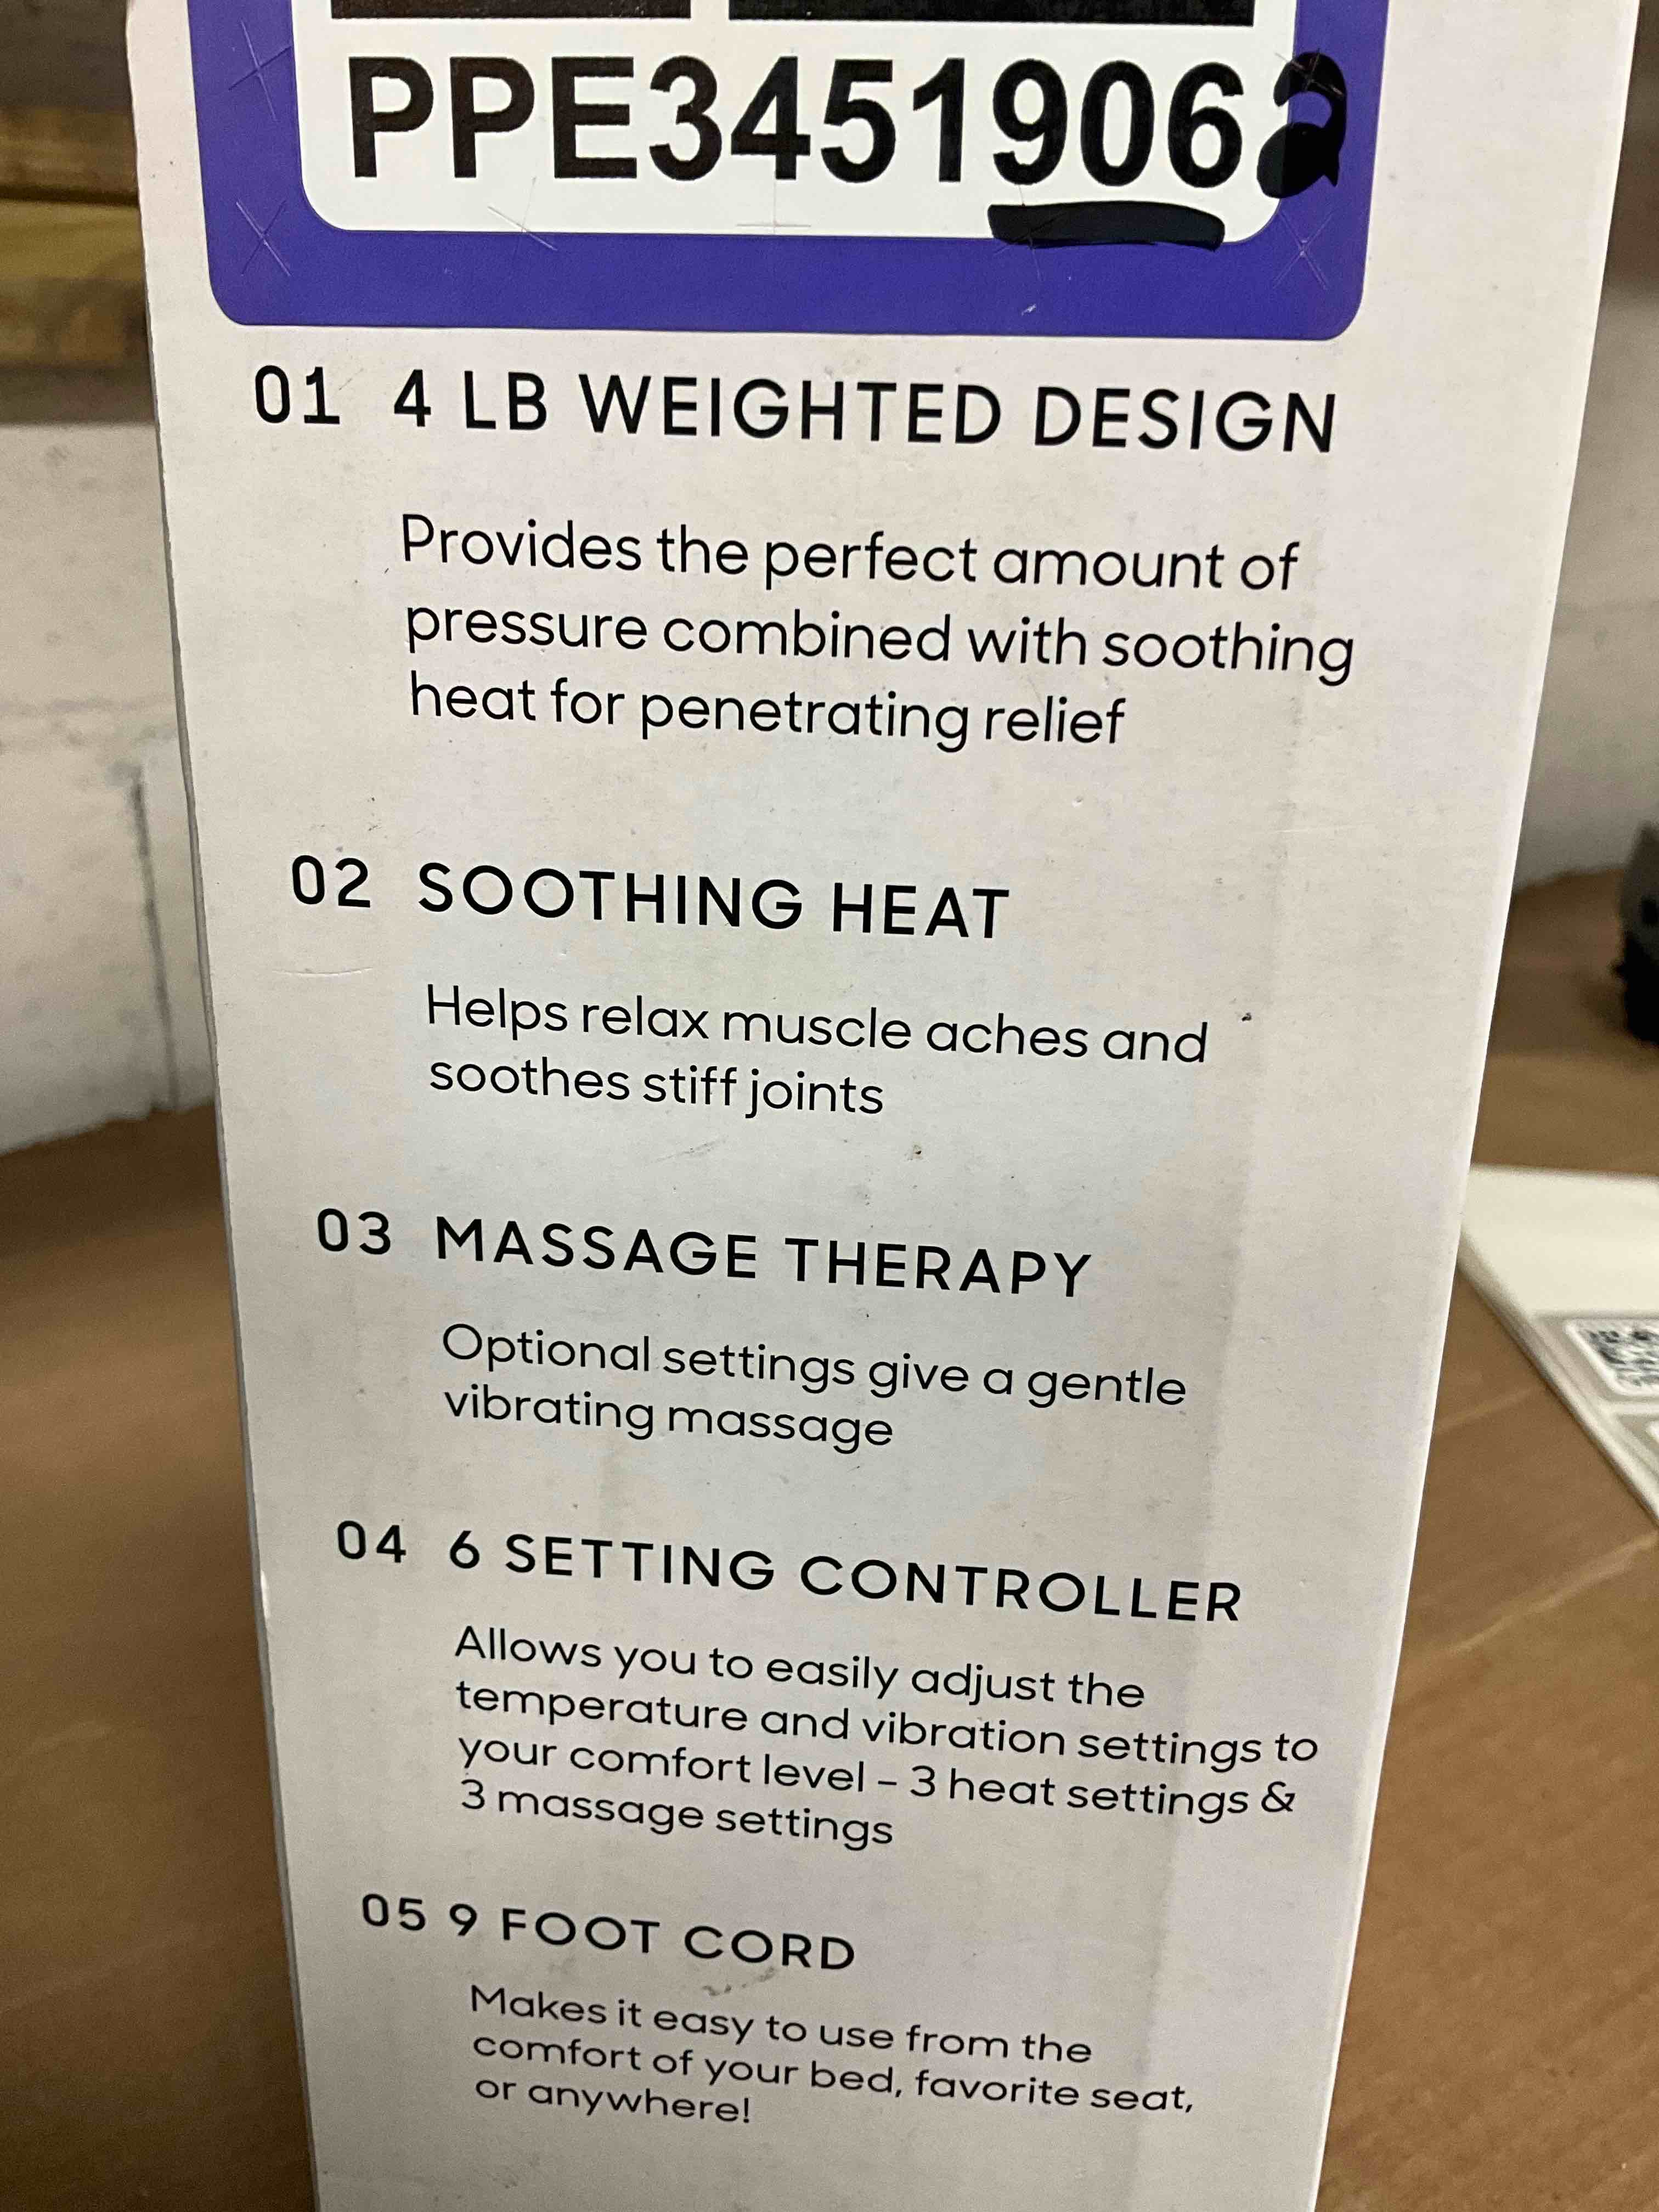 PPE34519062
01 4 LB WEIGHTED DESIGN
Provides the perfect amount of
pressure combined with soothing
heat for penetrating relief
02 SOOTHING HEAT
Helps relax muscle aches and
soothes stiff joints
03 MASSAGE THERAPY
Optional settings give a gentle
vibrating massage
04 6 SETTING CONTROLLER
Allows you to easily adjust the
temperature and vibration settings to
your comfort level – 3 heat settings &
3 massage settings
05 9 FOOT CORD
Makes it easy to use from the
comfort of your bed, favorite seat,
or anywhere!